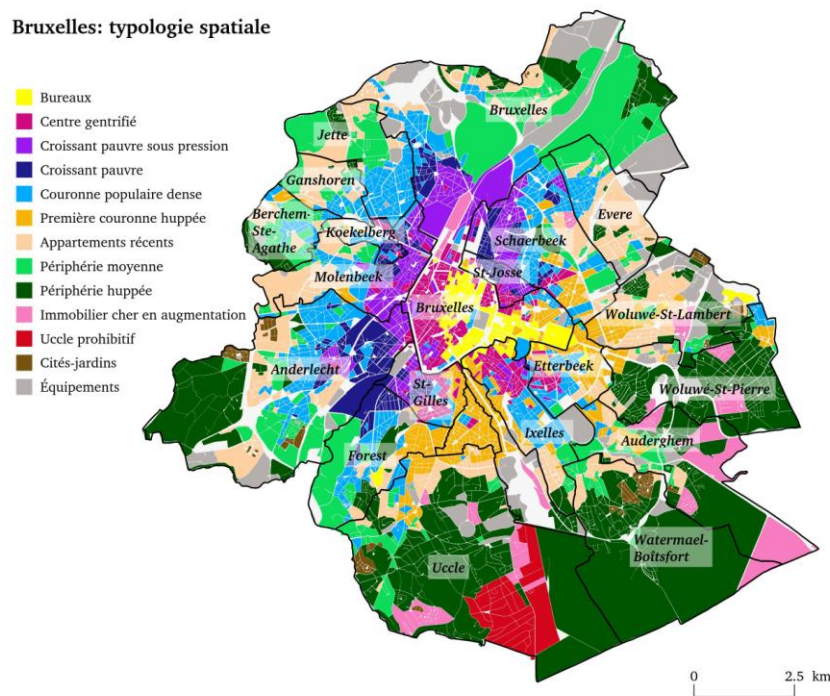 Bruxelles: typologie spatiale
Bureaux
Centre gentrifié
Croissant pauvre sous pression
Croissant pauvre
Couronne populaire dense
Première couronne huppée
Appartements récents
Périphérie moyenne
Périphérie huppée
Immobilier cher en augmentation
Uccle prohibitif
Cités-jardins
Équipements
Bruxelles
Jette
Ganshoren
Evere
Berchem-
Ste-
Agathe
Koekelberg
Schaerbeek
Molenbeek
St-Josse
Bruxelles
Woluwé-St-Lambert
Anderlecht
Etterbeek
St-
Gilles
Woluwé-St-Pierre
Ixelles
Auderghem
Forest
Watermael-
Boîtsfort
Uccle
0 2.5 km